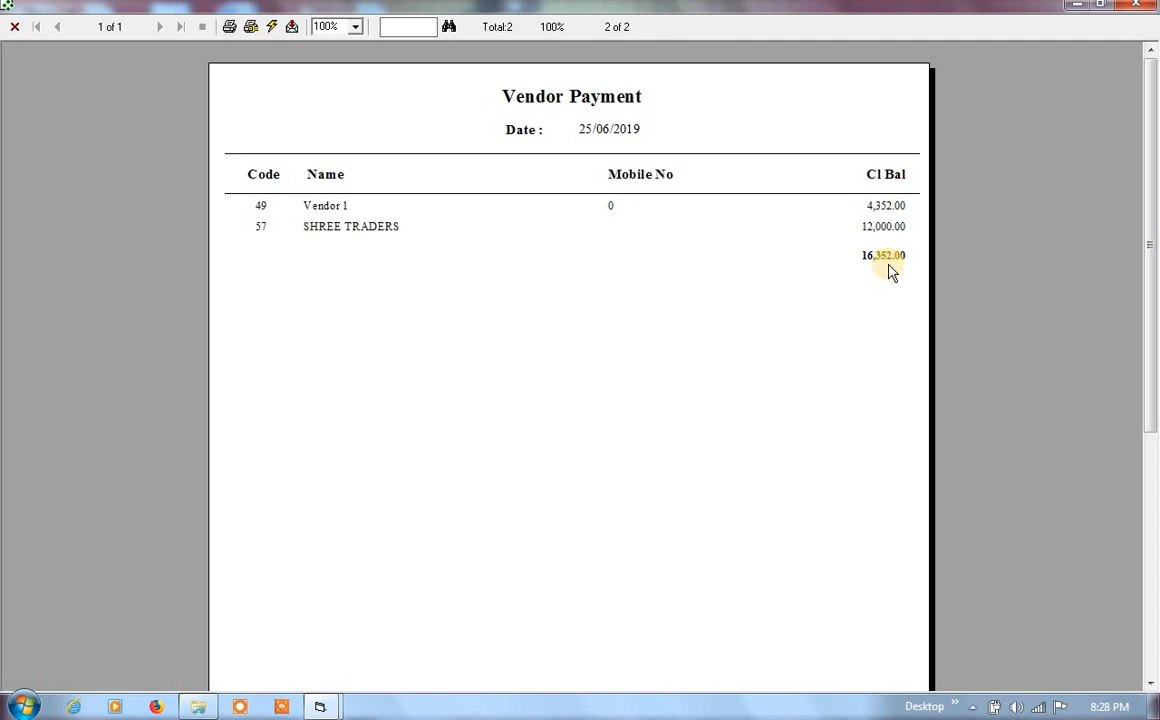 1 of 1 100% Total:2 100% 2 of 2
Vendor Payment
Date : 25/06/2019
Code Name Mobile No Cl Bal
49 Vendor 1 0 4,352.00
57 SHREE TRADERS 12,000.00
16,352.00
Desktop 8:28 PM